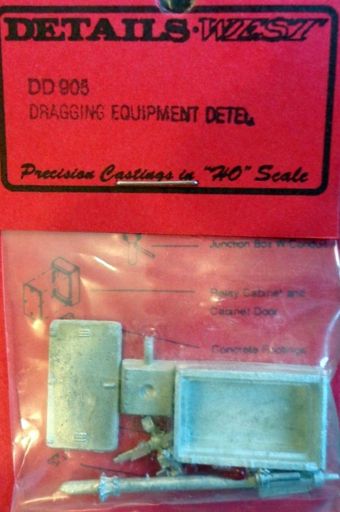 DETAILS·WEST
DD 905
DRAGGING EQUIPMENT DETE
Precision Castings in "HO" Scale
Junction Box W Conduit
Relay Cabinet and
Cabinet Door
Concrete Footings